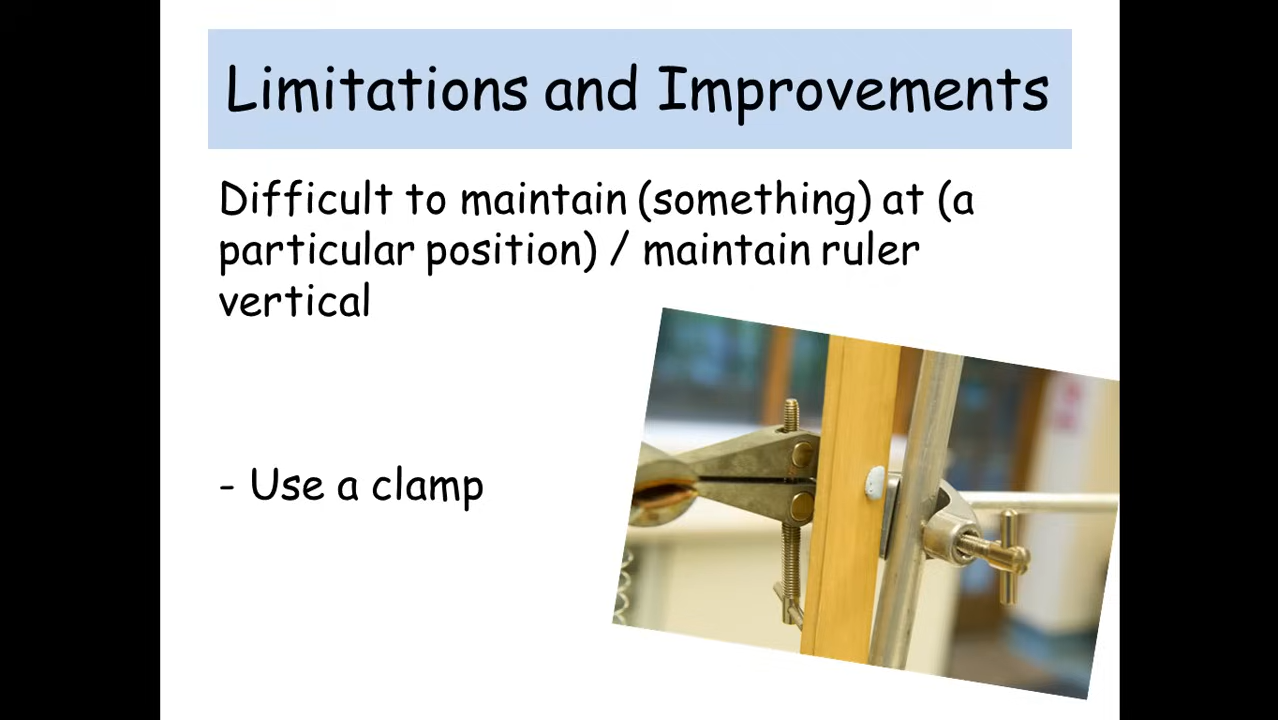 Limitations and Improvements
Difficult to maintain (something) at (a
particular position) / maintain ruler
vertical
- Use a clamp